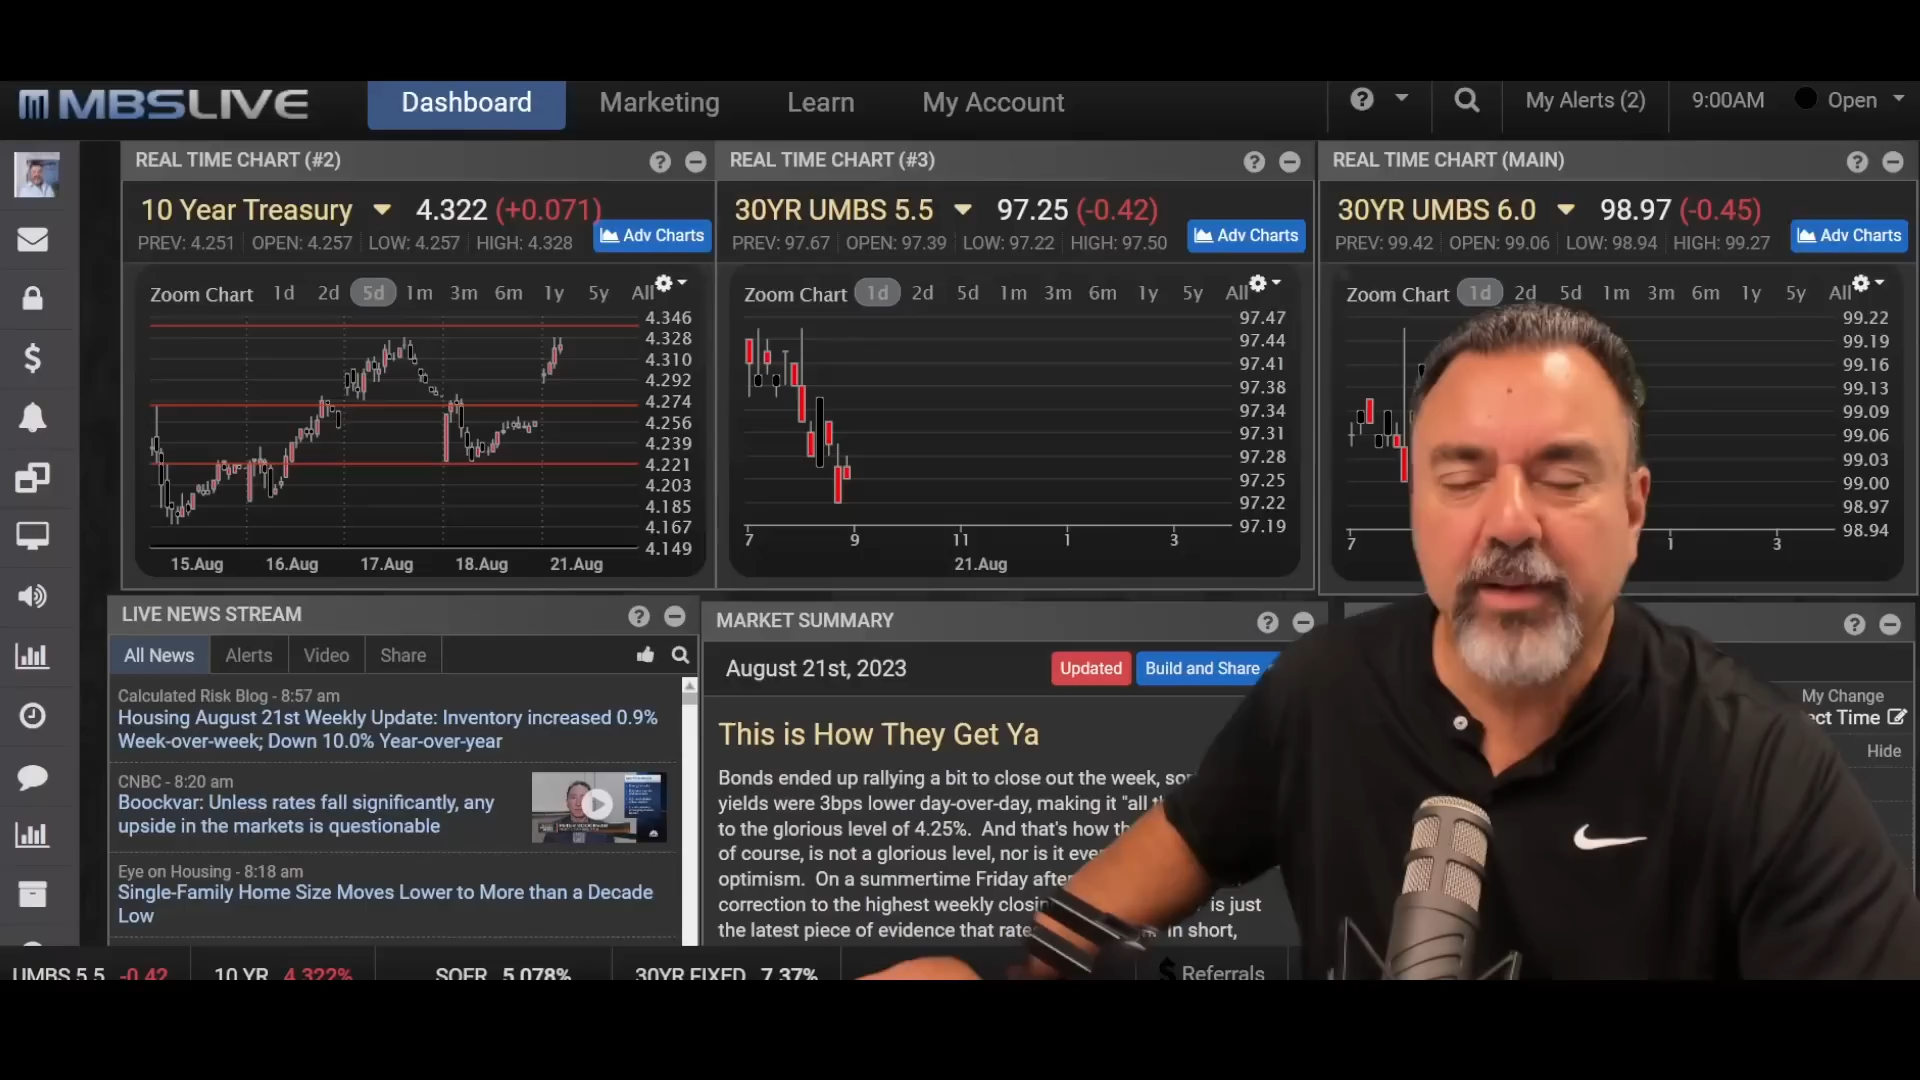 MBSLIVE
Dashboard
Marketing
Learn
My Account
My Alerts (2)
9:00AM
Open
REAL TIME CHART (#2)
10 Year Treasury 4.322 (+0.071)
PREV: 4.251 OPEN: 4.257 LOW: 4.257 HIGH: 4.328
Adv Charts
Zoom Chart 1d 2d 5d 1m 3m 6m 1y 5y All
4.346
4.328
4.310
4.292
4.274
4.256
4.239
4.221
4.203
4.185
4.167
4.149
15.Aug 16.Aug 17.Aug 18.Aug 21.Aug
REAL TIME CHART (#3)
30YR UMBS 5.5 97.25 (-0.42)
PREV: 97.67 OPEN: 97.39 LOW: 97.22 HIGH: 97.50
Adv Charts
Zoom Chart 1d 2d 5d 1m 3m 6m 1y 5y All
97.47
97.44
97.41
97.38
97.34
97.31
97.28
97.25
97.22
97.19
7 9 11 1 3
21.Aug
REAL TIME CHART (MAIN)
30YR UMBS 6.0 98.97 (-0.45)
PREV: 99.42 OPEN: 99.06 LOW: 98.94 HIGH: 99.27
Adv Charts
Zoom Chart 1d 2d 5d 1m 3m 6m 1y 5y All
99.22
99.19
99.16
99.13
99.09
99.06
99.03
99.00
98.97
98.94
7 1 3
LIVE NEWS STREAM
All News Alerts Video Share
Calculated Risk Blog - 8:57 am
Housing August 21st Weekly Update: Inventory increased 0.9%
Week-over-week; Down 10.0% Year-over-year
CNBC - 8:20 am
Boockvar: Unless rates fall significantly, any
upside in the markets is questionable
Eye on Housing - 8:18 am
Single-Family Home Size Moves Lower to More than a Decade
Low
MARKET SUMMARY
August 21st, 2023
Updated
Build and Share
This is How They Get Ya
Bonds ended up rallying a bit to close out the week,
yields were 3bps lower day-over-day, making it "all
to the glorious level of 4.25%. And that's how
of course, is not a glorious level, nor is it
optimism. On a summertime Friday
correction to the highest weekly is just
the latest piece of evidence that in short,
My Change
Time
Hide
UMBS 5.5 -0.42
10 YR 4.322%
SOFR 5.078%
30YR FIXED 7.37%
Referrals